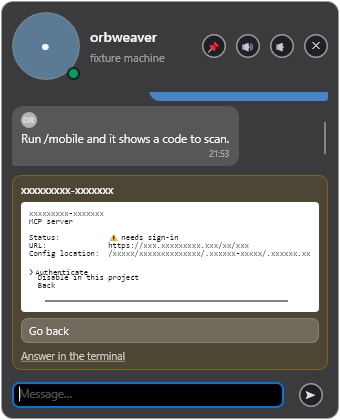 orbweaver
fixture machine
OR
Run /mobile and it shows a code to scan.
21:53
xxxxxxxxx-xxxxxxx
xxxxxxxxx-xxxxxxx
MCP server
Status: ⚠ needs sign-in
URL: https://xxx.xxxxxxxxx.xxx/xx/xxx
Config location: /xxxxx/xxxxxxxxxxxxxx/.xxxxxx-xxxxx/.xxxxxx.xx
❯ Authenticate
Disable in this project
Back
Go back
Answer in the terminal
Message...